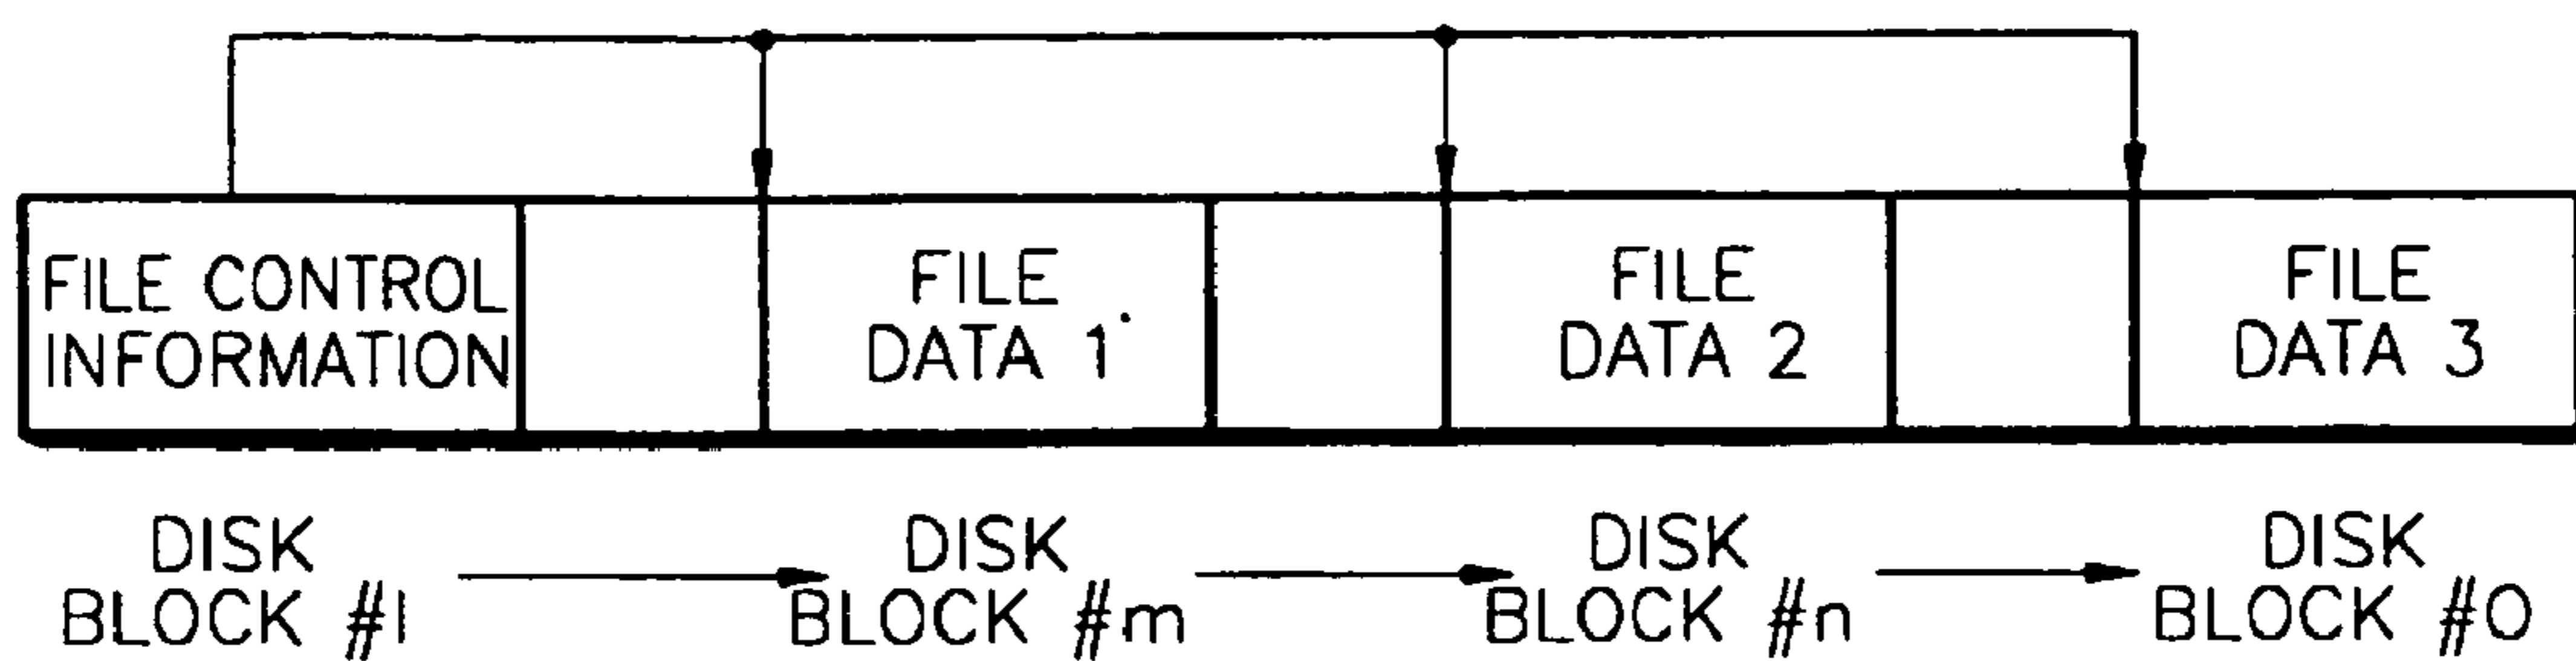 FILE CONTROL
INFORMATION
FILE
DATA 1
FILE
DATA 2
FILE
DATA 3
DISK
BLOCK #l
DISK
BLOCK #m
DISK
BLOCK #n
DISK
BLOCK #O